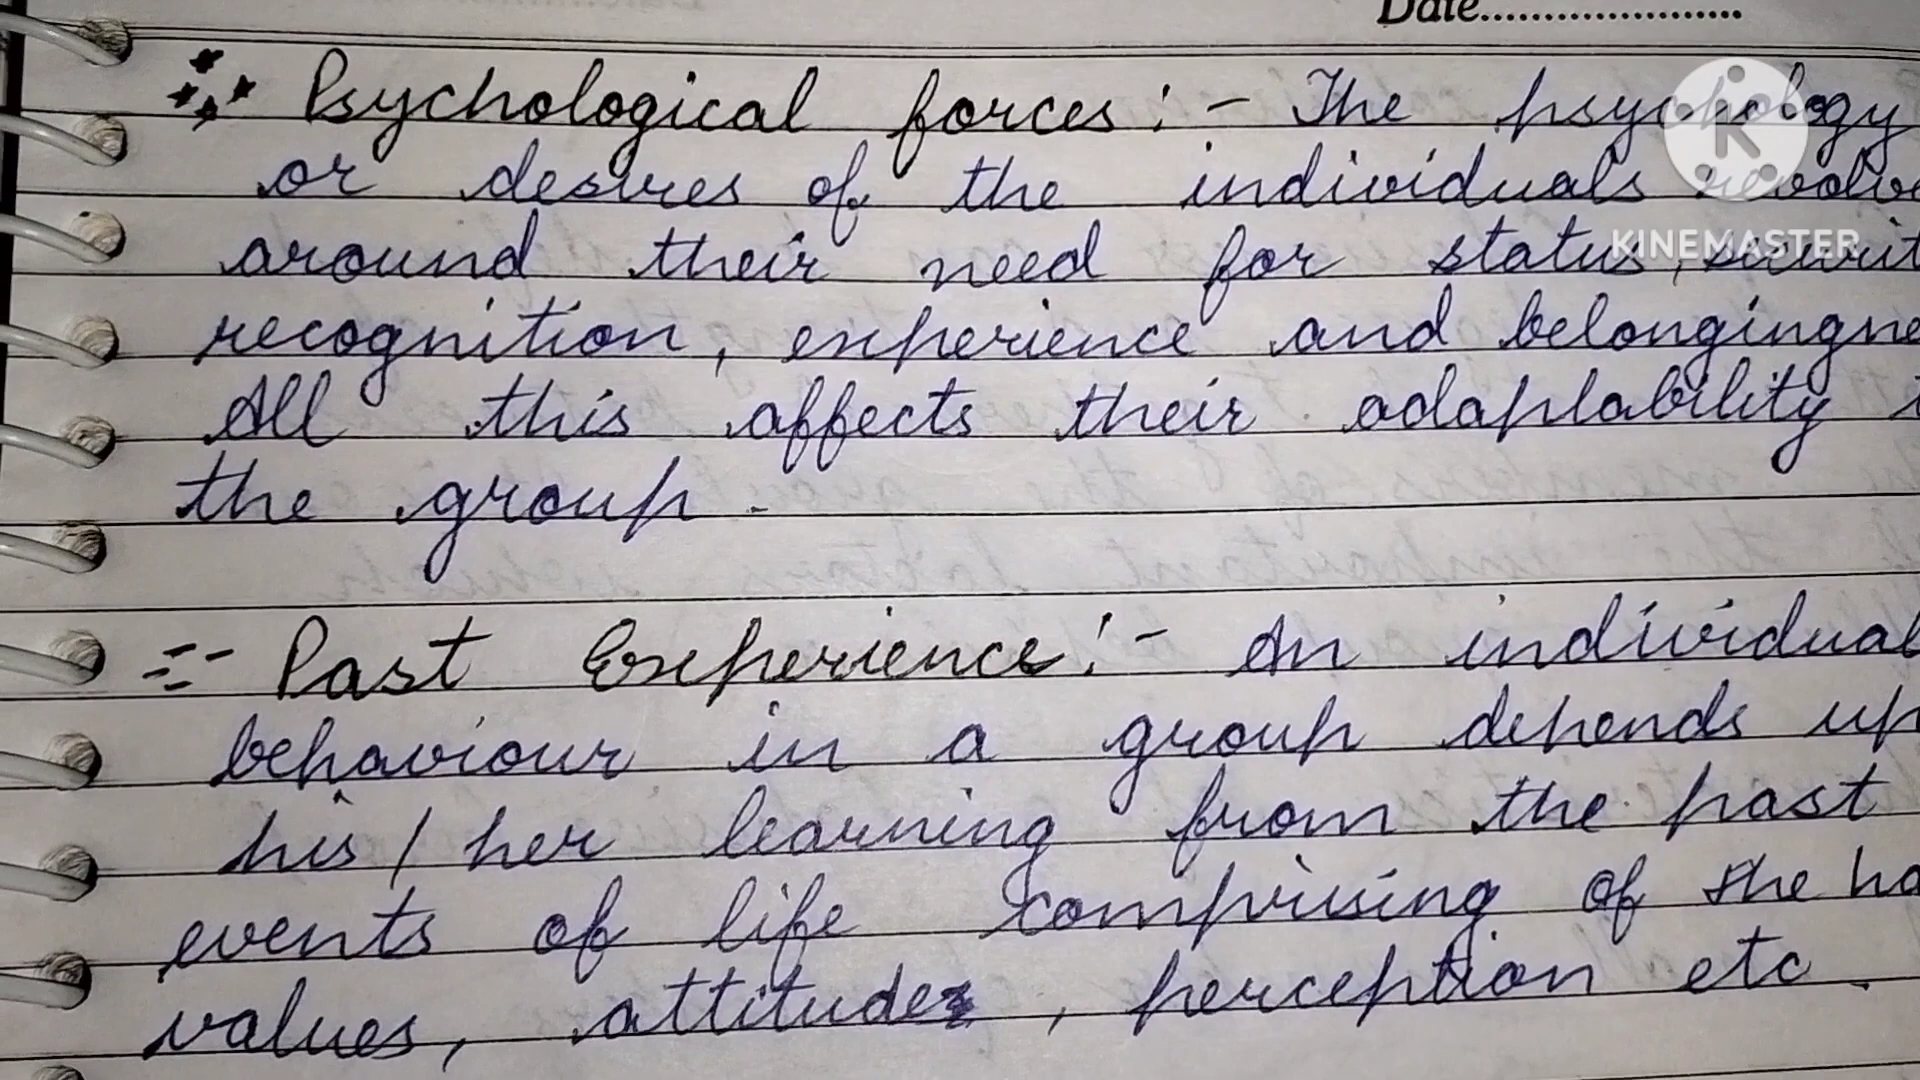 Date.....................
Psychological forces :- The psychology
or desires of the individuals revolve
around their need for status, securit
recognition, experience and belongingne
All this affects their adaptability
the group.
Past Experience :- An individual
behaviour in a group depends up
his / her learning from the past
events of life comprising of the ha
values, attitudes, perception etc.
K
KINEMASTER